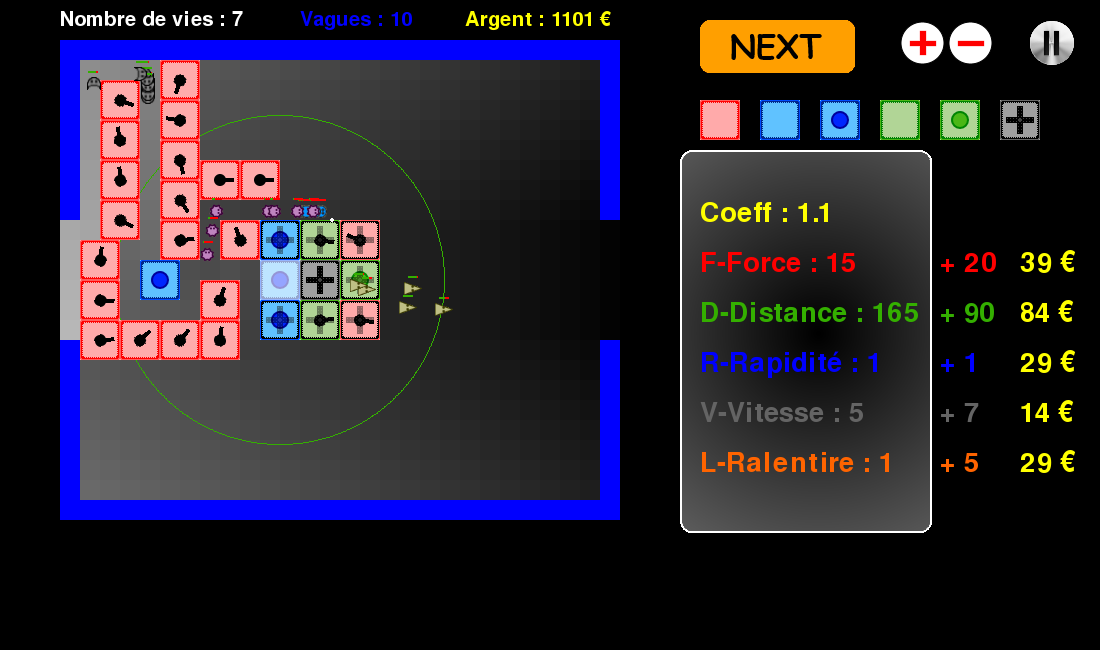 Nombre de vies : 7 Vagues : 10 Argent : 1101 €
NEXT
Coeff : 1.1
F-Force : 15 + 20 39 €
D-Distance : 165 + 90 84 €
R-Rapidité : 1 + 1 29 €
V-Vitesse : 5 + 7 14 €
L-Ralentire : 1 + 5 29 €